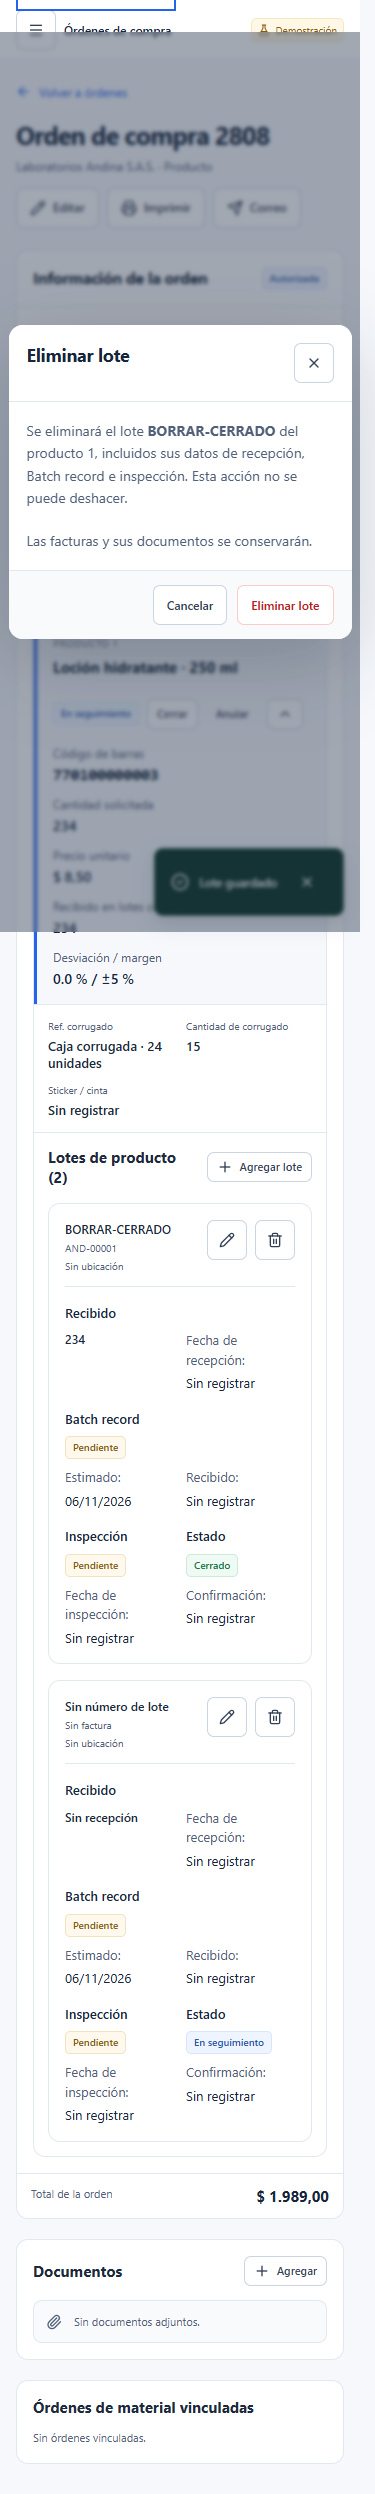 Órdenes de compra
Demostración
Volver a órdenes
Orden de compra 2808
Laboratorios Andina S.A.S. · Producto
Editar
Imprimir
Correo
Información de la orden
Autorizada
Eliminar lote
Se eliminará el lote BORRAR-CERRADO del
producto 1, incluidos sus datos de recepción,
Batch record e inspección. Esta acción no se
puede deshacer.
Las facturas y sus documentos se conservarán.
Cancelar
Eliminar lote
PRODUCTO 1
Loción hidratante · 250 ml
En seguimiento
Cerrar
Anular
Código de barras
770100000003
Cantidad solicitada
234
Precio unitario
$ 8,50
Lote guardado
Recibido en lotes
234
Desviación / margen
0.0 % / ±5 %
Ref. corrugado
Cantidad de corrugado
Caja corrugada · 24
unidades
15
Sticker / cinta
Sin registrar
Lotes de producto
(2)
Agregar lote
BORRAR-CERRADO
AND-00001
Sin ubicación
Recibido
234
Fecha de
recepción:
Sin registrar
Batch record
Pendiente
Estimado:
Recibido:
06/11/2026
Sin registrar
Inspección
Estado
Pendiente
Cerrado
Fecha de
inspección:
Confirmación:
Sin registrar
Sin registrar
Sin número de lote
Sin factura
Sin ubicación
Recibido
Sin recepción
Fecha de
recepción:
Sin registrar
Batch record
Pendiente
Estimado:
Recibido:
06/11/2026
Sin registrar
Inspección
Estado
Pendiente
En seguimiento
Fecha de
inspección:
Confirmación:
Sin registrar
Sin registrar
Total de la orden
$ 1.989,00
Documentos
Agregar
Sin documentos adjuntos.
Órdenes de material vinculadas
Sin órdenes vinculadas.